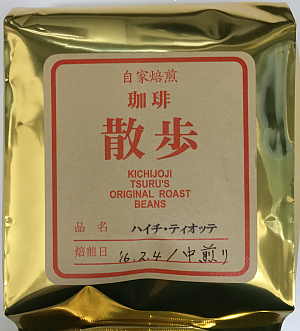 自家焙煎
珈琲
散歩
KICHIJOJI
TSURU'S
ORIGINAL ROAST
BEANS
品名 ハイチ・ティオッテ
焙煎日 '16.2.4/中煎り